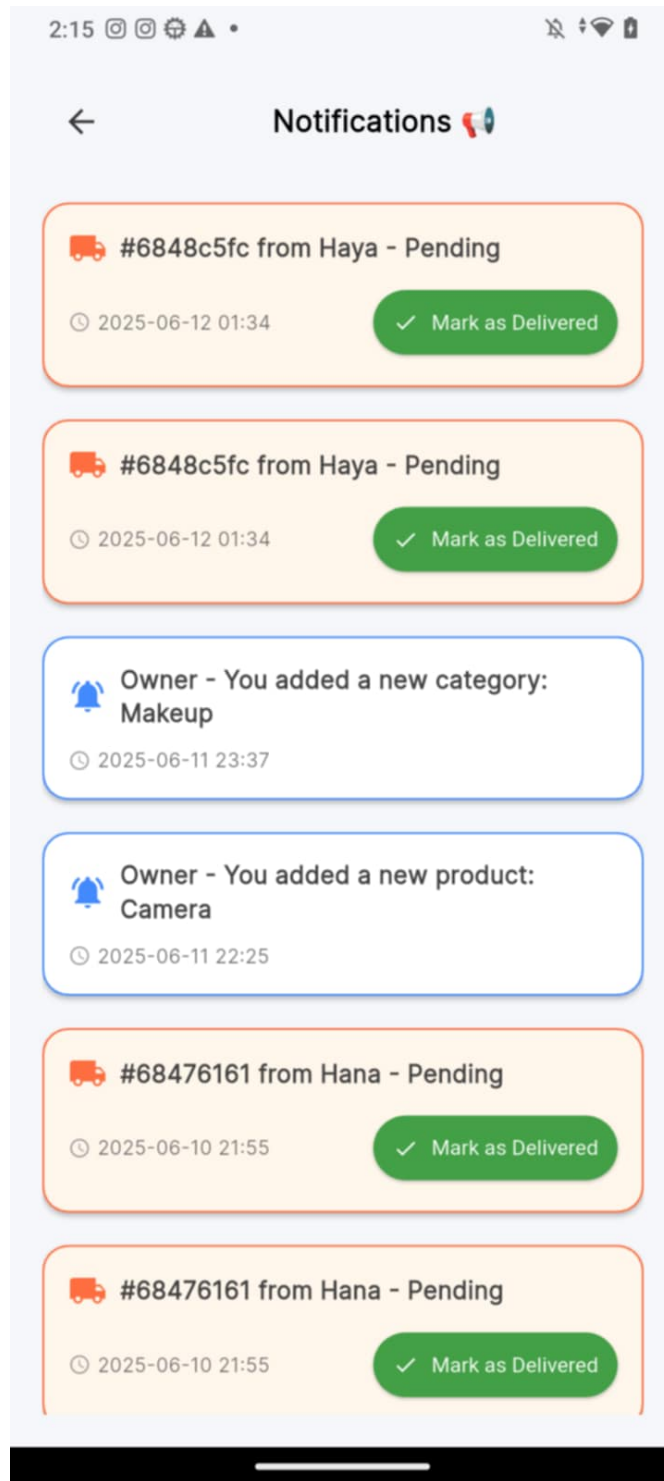 2:15
Notifications 📢
#6848c5fc from Haya - Pending
2025-06-12 01:34
Mark as Delivered
#6848c5fc from Haya - Pending
2025-06-12 01:34
Mark as Delivered
Owner - You added a new category:
Makeup
2025-06-11 23:37
Owner - You added a new product:
Camera
2025-06-11 22:25
#68476161 from Hana - Pending
2025-06-10 21:55
Mark as Delivered
#68476161 from Hana - Pending
2025-06-10 21:55
Mark as Delivered